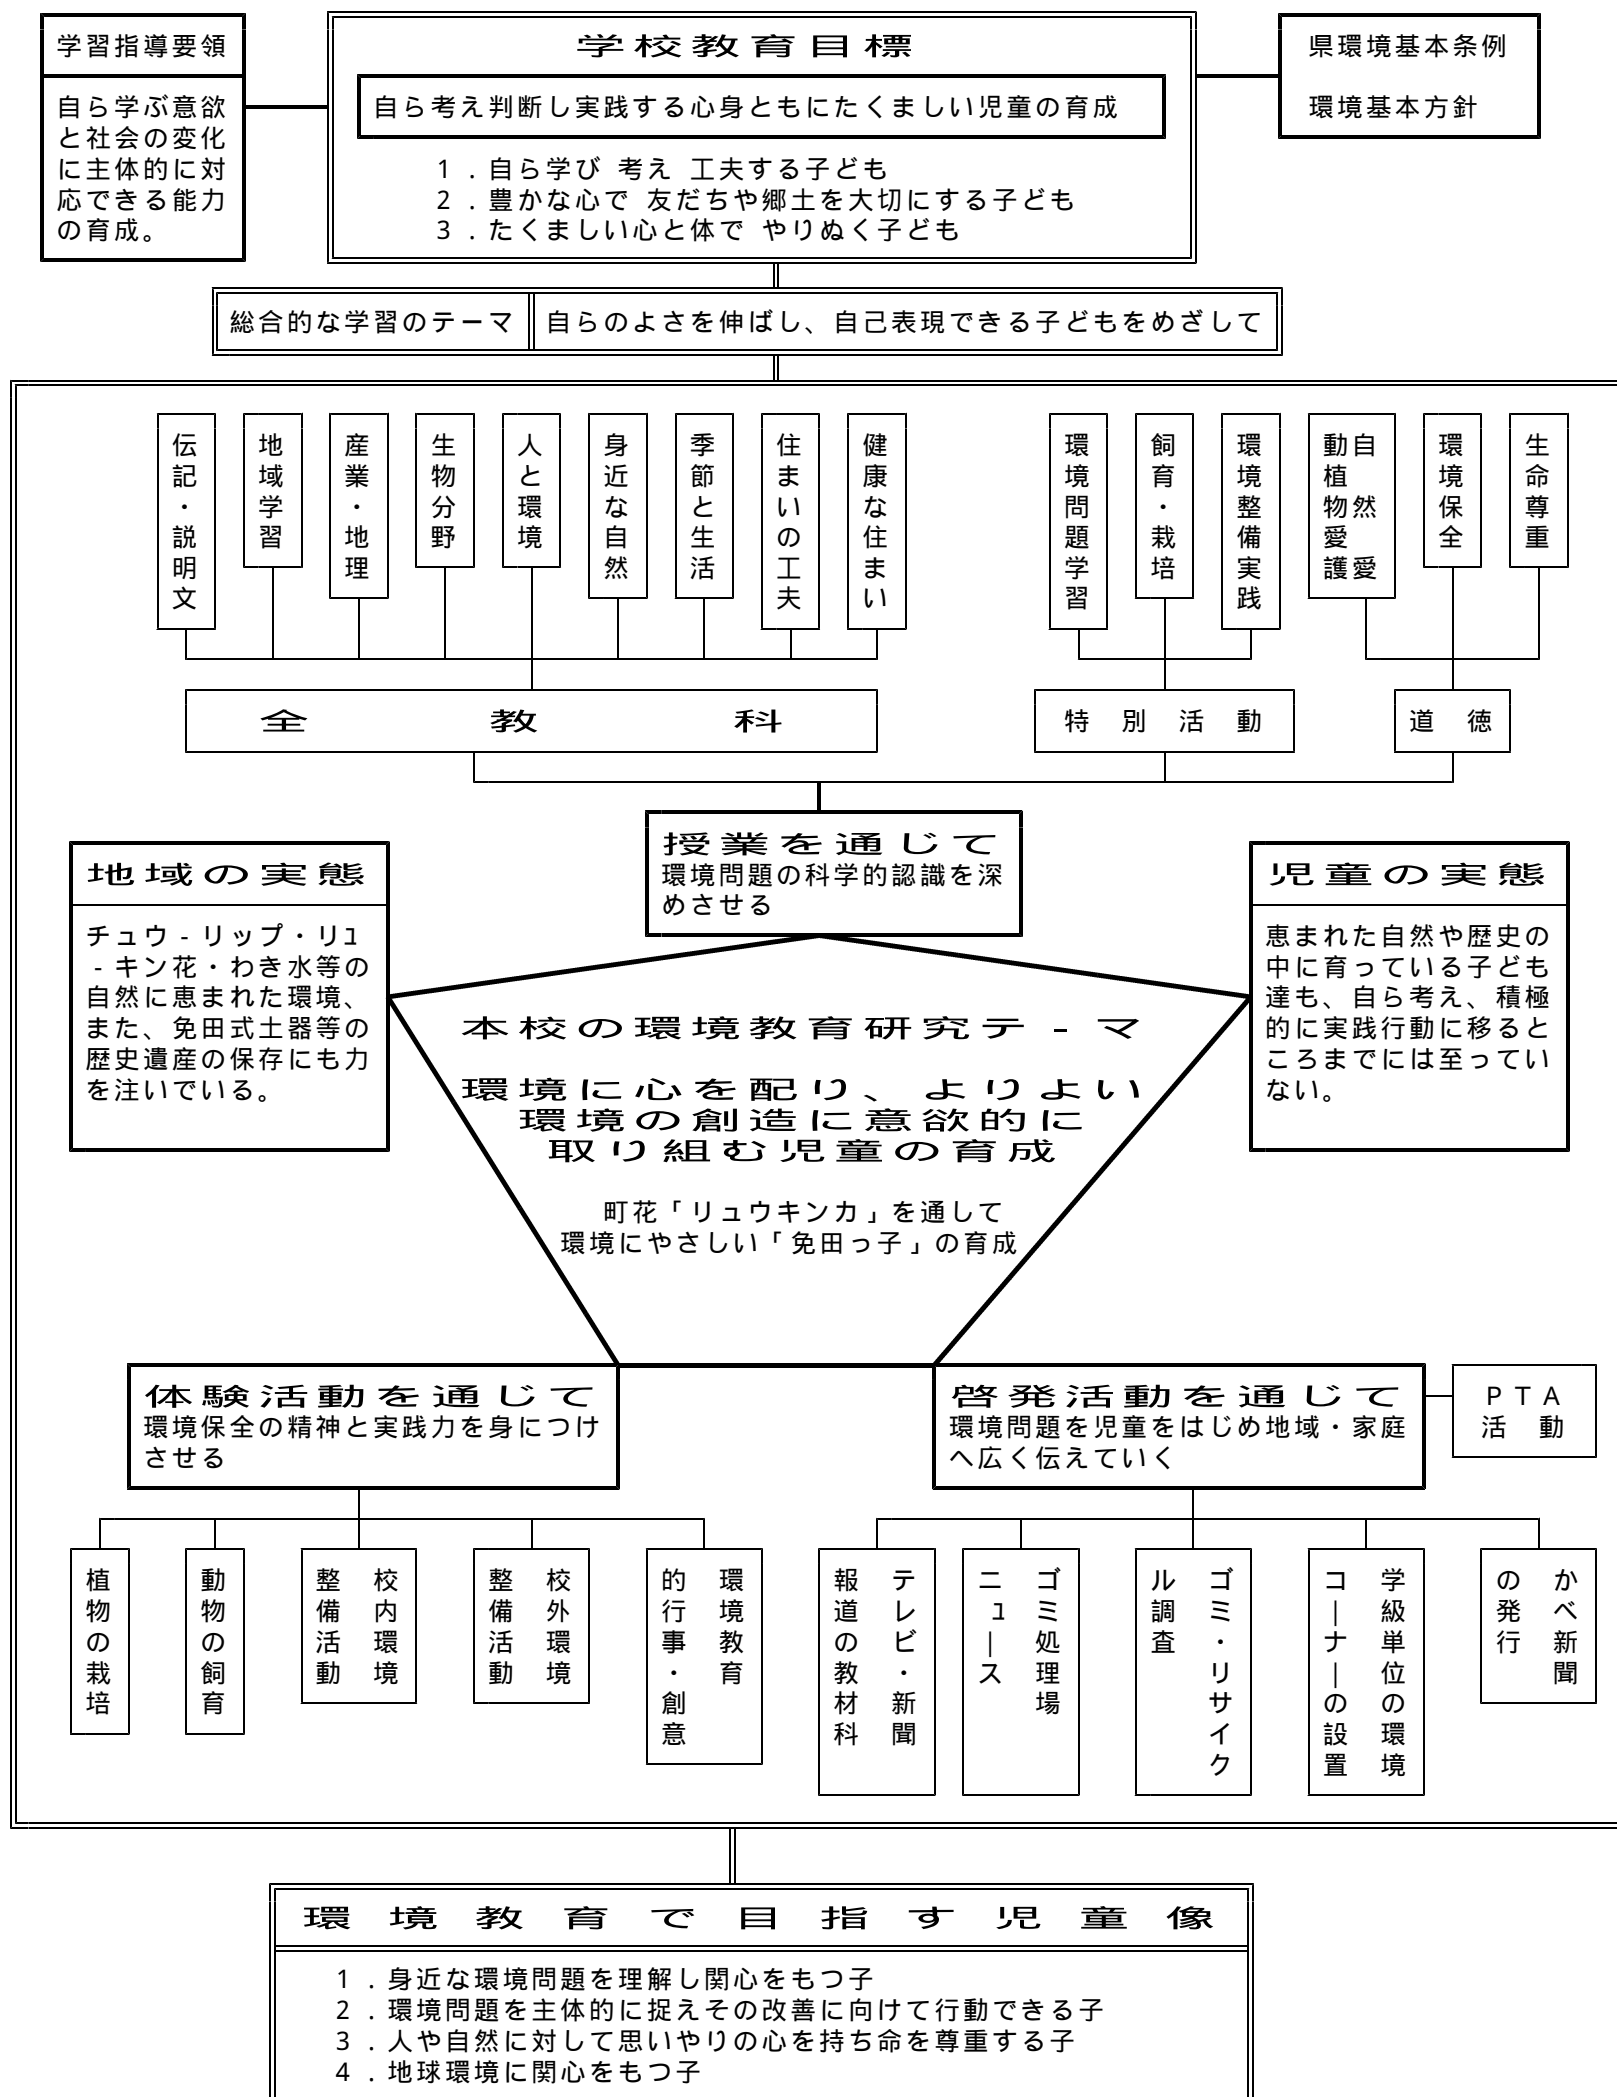 学習指導要領
自ら学ぶ意欲
と社会の変化
に主体的に対
応できる能力
の育成。
学校教育目標
自ら考え判断し実践する心身ともにたくましい児童の育成
1．自ら学び 考え 工夫する子ども
2．豊かな心で 友だちや郷土を大切にする子ども
3．たくましい心と体で やりぬく子ども
県環境基本条例
環境基本方針
総合的な学習のテーマ
自らのよさを伸ばし、自己表現できる子どもをめざして
伝記・説明文
地域学習
産業・地理
生物分野
人と環境
身近な自然
季節と生活
住まいの工夫
健康な住まい
環境問題学習
飼育・栽培
環境整備実践
自然愛
動植物愛護
環境保全
生命尊重
全教科
特別活動
道徳
授業を通じて
環境問題の科学的認識を深
めさせる
地域の実態
チュウ-リップ・リュ
-キン花・わき水等の
自然に恵まれた環境、
また、免田式土器等の
歴史遺産の保存にも力
を注いでいる。
児童の実態
恵まれた自然や歴史の
中に育っている子ども
達も、自ら考え、積極
的に実践行動に移ると
ころまでには至ってい
ない。
本校の環境教育研究テ-マ
環境に心を配り、よりよい
環境の創造に意欲的に
取り組む児童の育成
町花「リュウキンカ」を通して
環境にやさしい「免田っ子」の育成
体験活動を通じて
環境保全の精神と実践力を身につけ
させる
啓発活動を通じて
環境問題を児童をはじめ地域・家庭
へ広く伝えていく
ＰＴＡ
活動
植物の栽培
動物の飼育
校内環境
整備活動
校外環境
整備活動
環境教育
的行事・創意
テレビ・新聞
報道の教材科
ゴミ処理場
ニュース
ゴミ・リサイク
ル調査
学級単位の環境
コーナーの設置
かべ新聞
の発行
環境教育で目指す児童像
1．身近な環境問題を理解し関心をもつ子
2．環境問題を主体的に捉えその改善に向けて行動できる子
3．人や自然に対して思いやりの心を持ち命を尊重する子
4．地球環境に関心をもつ子